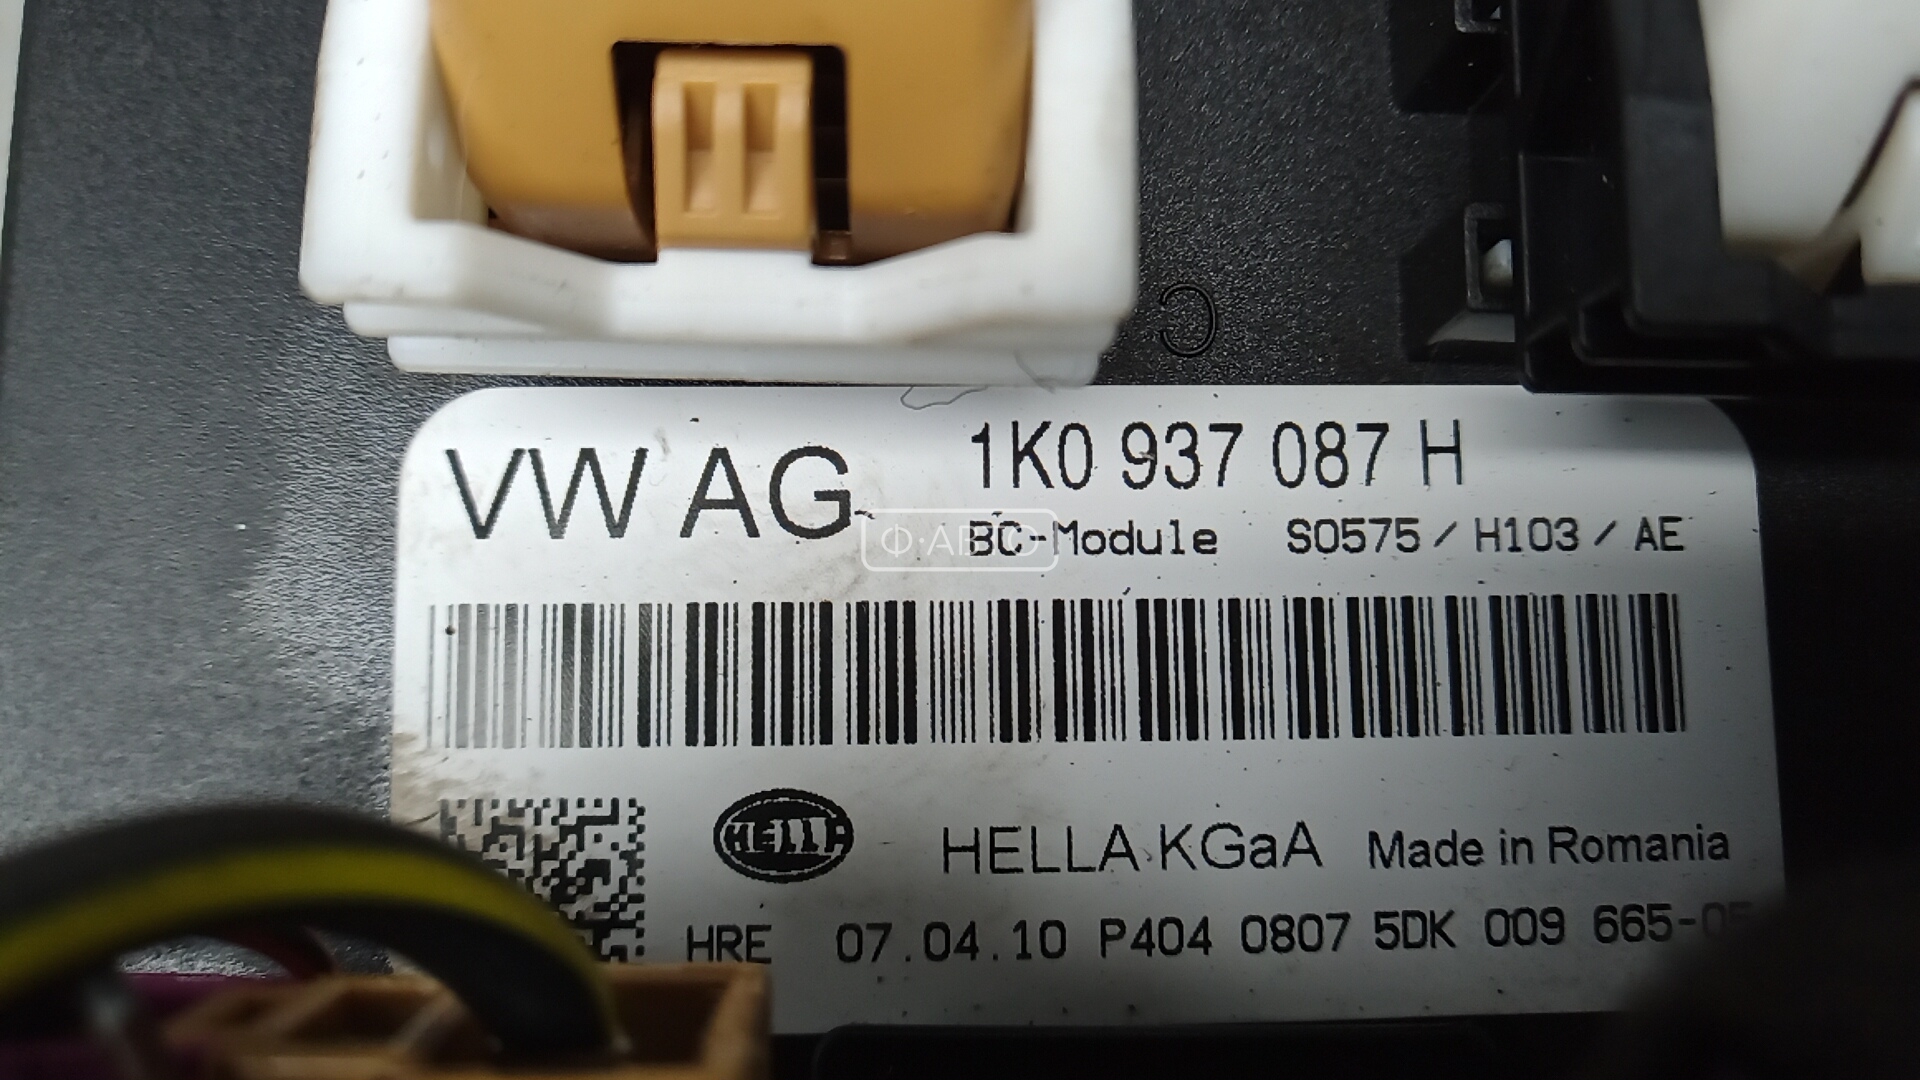 C
VW AG 1K0 937 087 H
BC-Module S0575 / H103 / AE
HELLA HELLA KGaA Made in Romania
HRE 07.04.10 P404 0807 5DK 009 665-